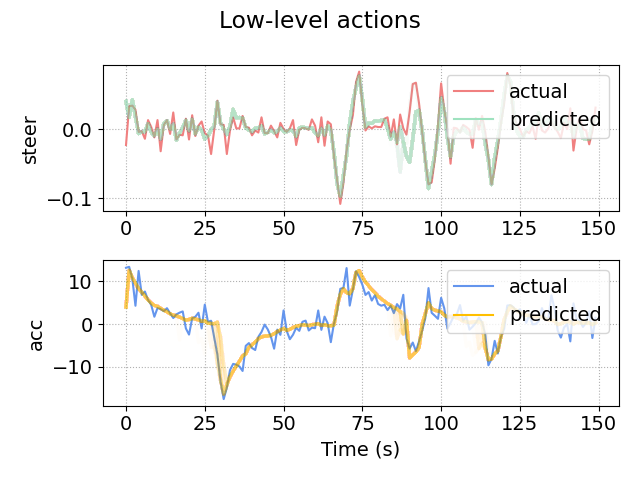 Low-level actions
actual
predicted
steer
0.0
−0.1
0 25 50 75 100 125 150
actual
predicted
acc
10
0
−10
0 25 50 75 100 125 150
Time (s)